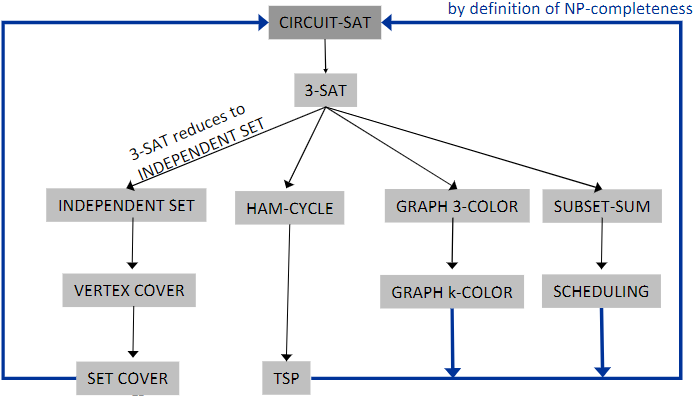 by definition of NP-completeness
CIRCUIT-SAT
3-SAT
3-SAT reduces to
INDEPENDENT SET
INDEPENDENT SET
HAM-CYCLE
GRAPH 3-COLOR
SUBSET-SUM
VERTEX COVER
GRAPH k-COLOR
SCHEDULING
SET COVER
TSP